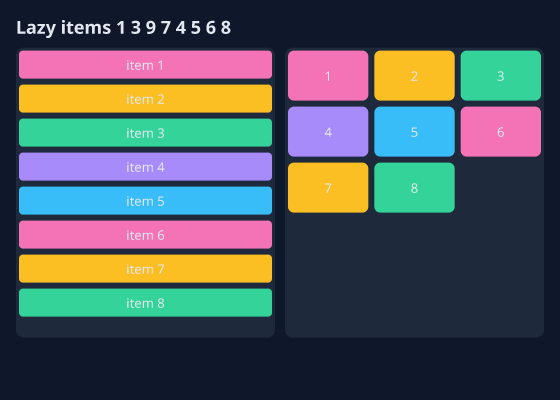 Lazy items 1 3 9 7 4 5 6 8
item 1
item 2
item 3
item 4
item 5
item 6
item 7
item 8
1 2 3
4 5 6
7 8